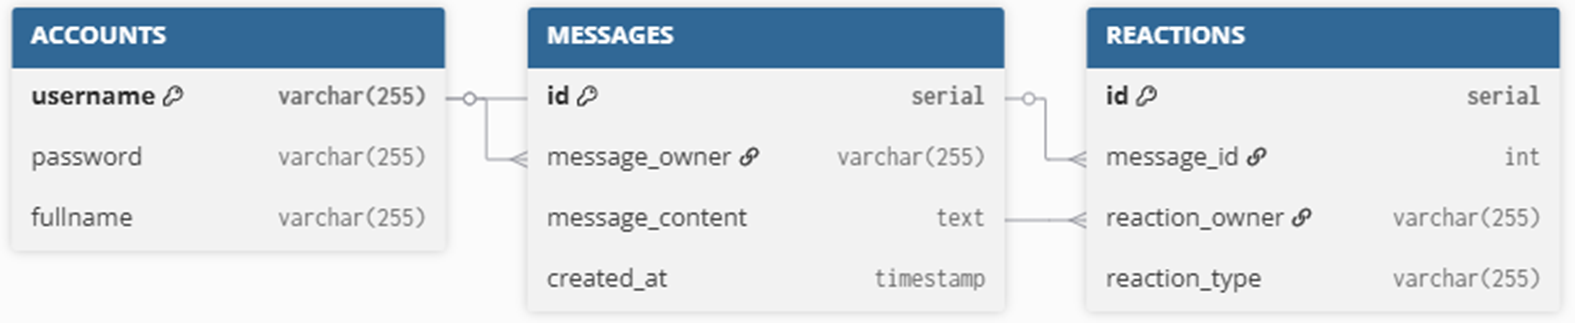 ACCOUNTS
username varchar(255)
password varchar(255)
fullname varchar(255)
MESSAGES
id serial
message_owner varchar(255)
message_content text
created_at timestamp
REACTIONS
id serial
message_id int
reaction_owner varchar(255)
reaction_type varchar(255)